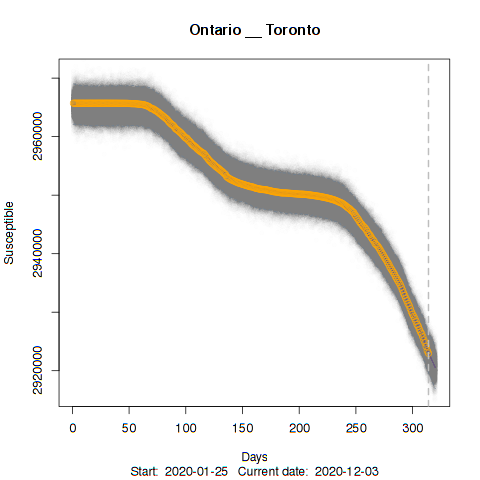 Ontario __ Toronto
Susceptible
2960000
2940000
2920000
0 50 100 150 200 250 300
Days
Start: 2020-01-25 Current date: 2020-12-03